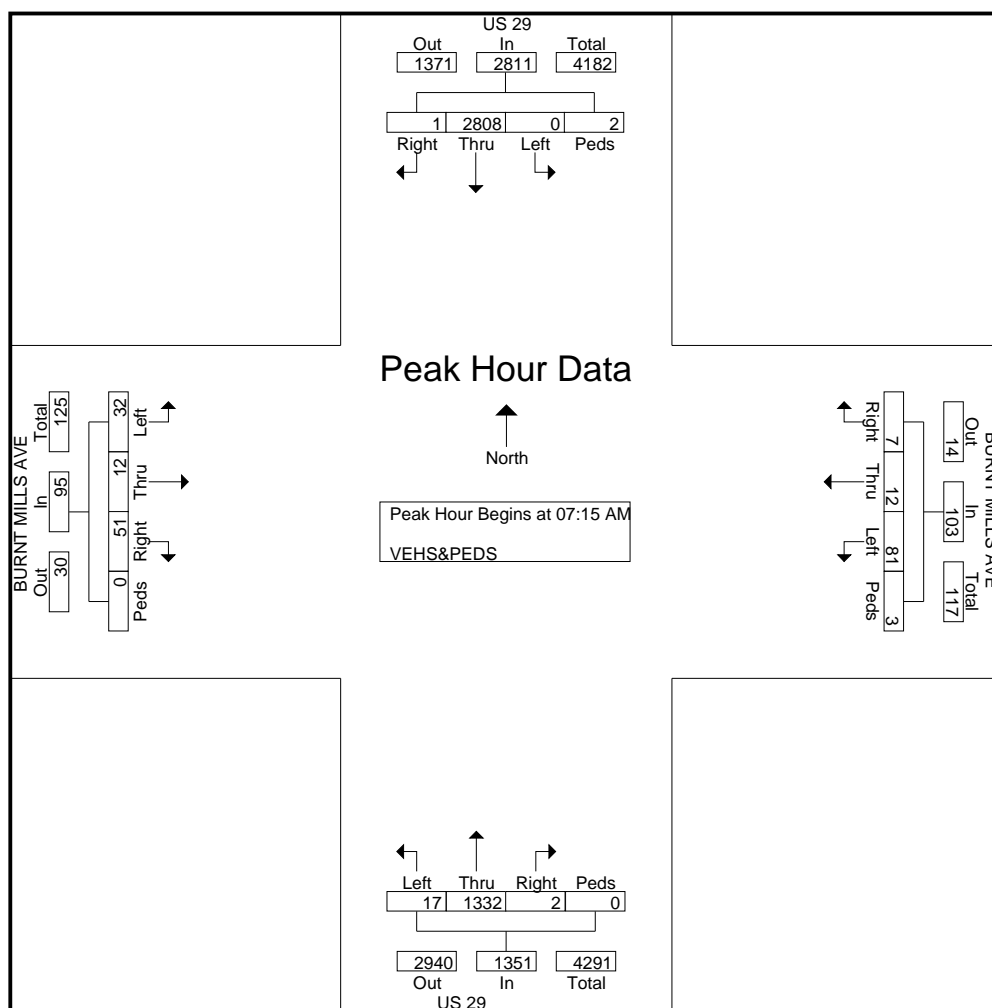 US 29
Out In Total
1371 2811 4182
1 2808 0 2
Right Thru Left Peds
Peak Hour Data
North
Peak Hour Begins at 07:15 AM
VEHS&PEDS
BURNT MILLS AVE
Total In Out
125 95 30
32 12 51 0
Left Thru Right Peds
Right Thru Left Peds
7 12 81 3
Out In Total
14 103 117
BURNT MILLS AVE
Left Thru Right Peds
17 1332 2 0
2940 1351 4291
Out In Total
US 29